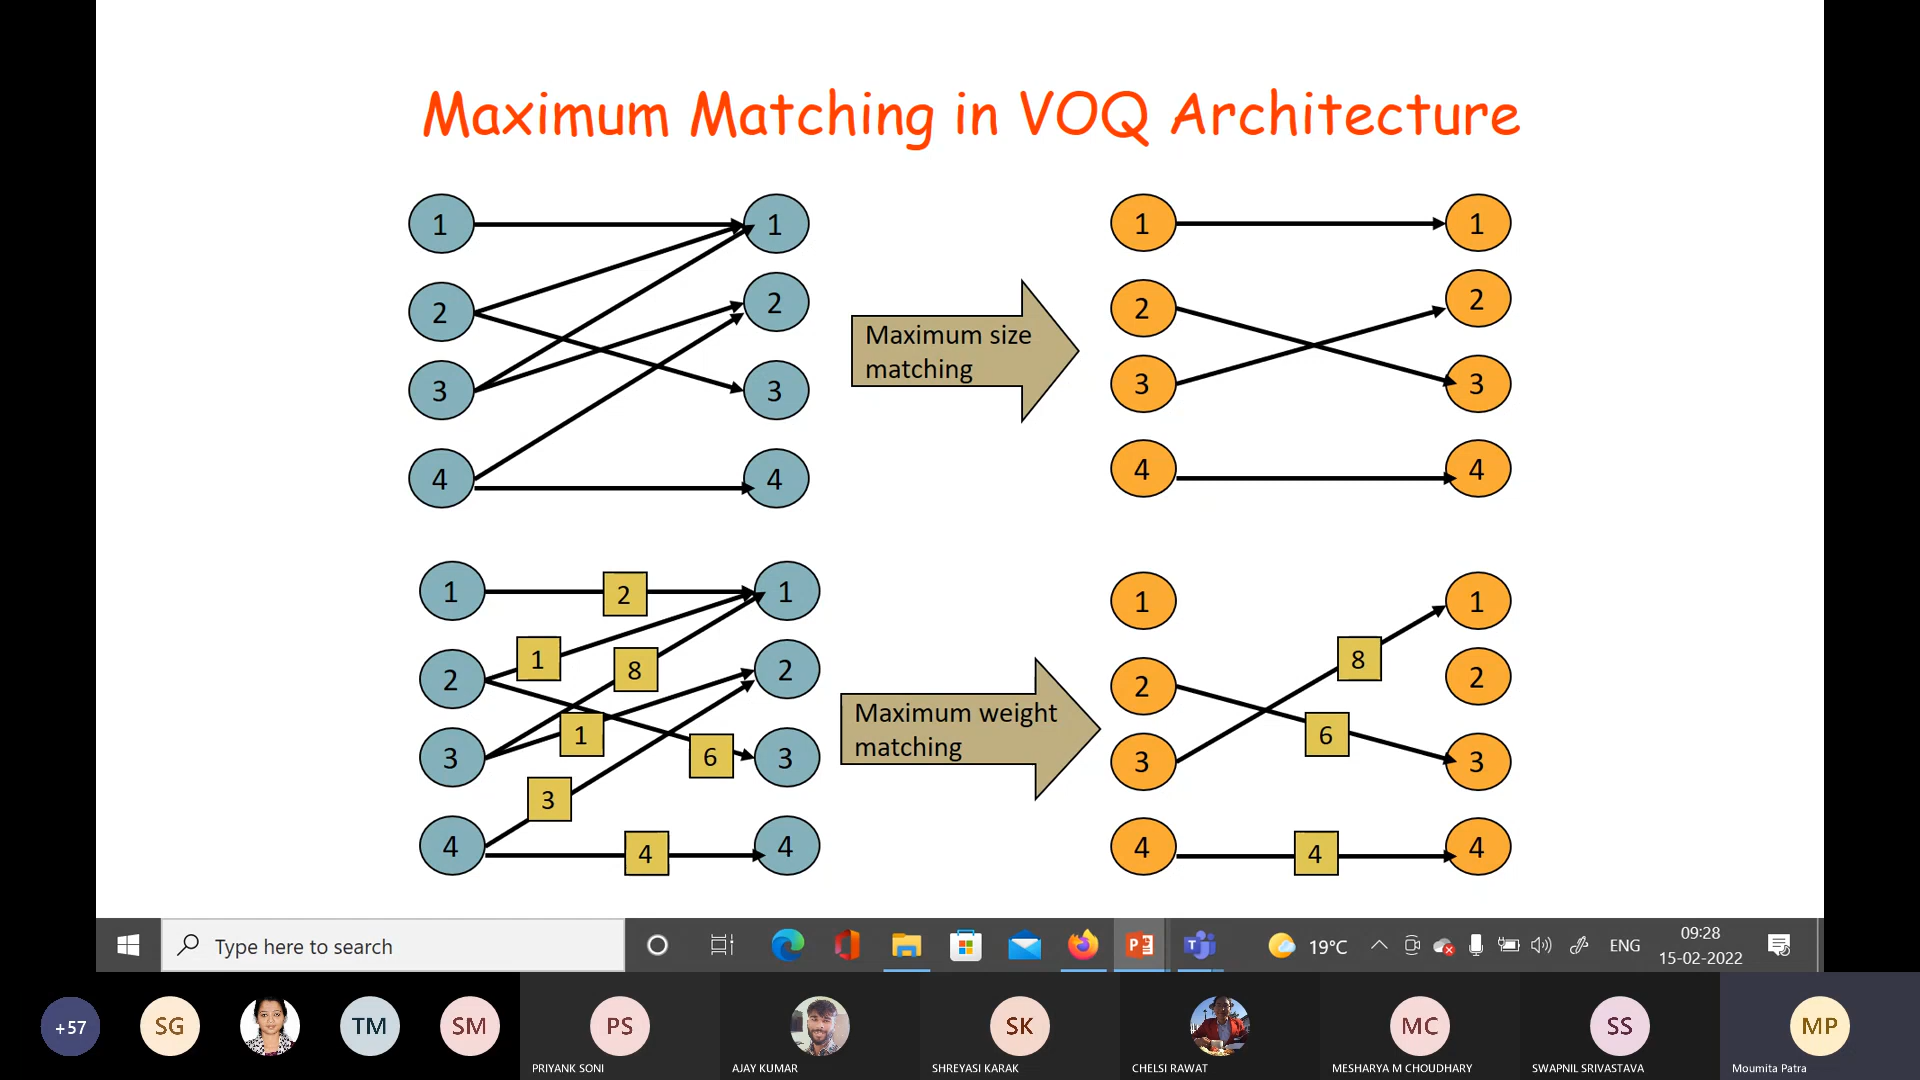 Maximum Matching in VOQ Architecture
1
1
1
1
2
2
2
2
Maximum size
matching
3
3
3
3
4
4
4
4
1
2
1
1
1
2
1
8
2
8
2
2
Maximum weight
matching
3
1
6
3
6
3
3
3
4
4
4
4
4
4
Type here to search
19°C
ENG
09:28
15-02-2022
+57
SG
TM
SM
PS
SK
MC
SS
MP
PRIYANK SONI
AJAY KUMAR
SHREYASI KARAK
CHELSI RAWAT
MESHARYA M CHOUDHARY
SWAPNIL SRIVASTAVA
Moumita Patra